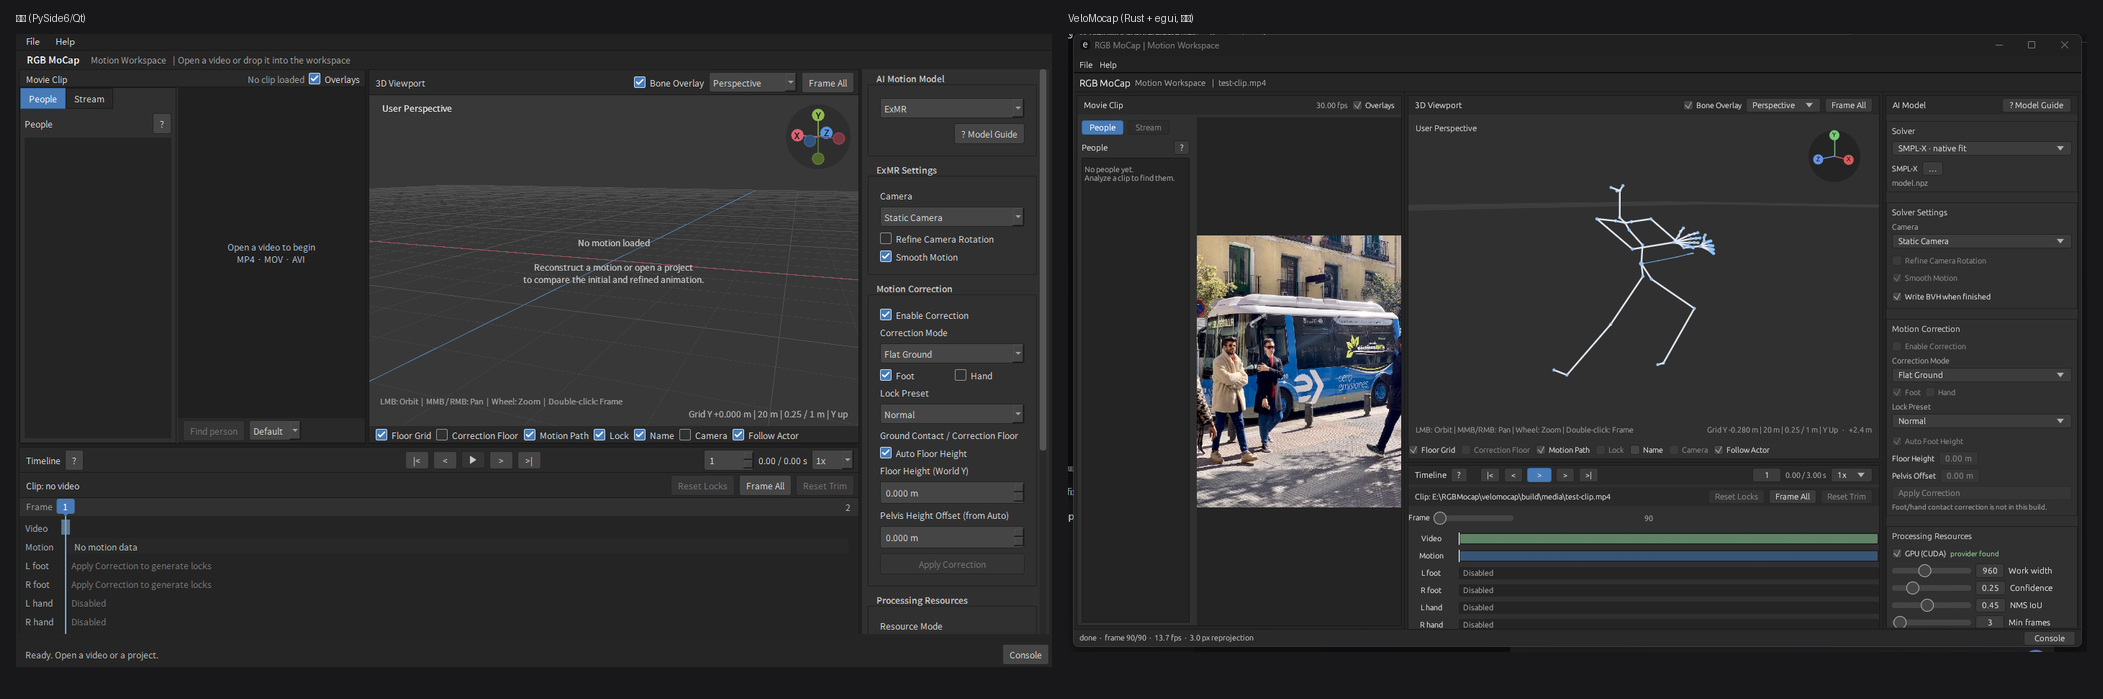 (PySide6/Qt)
File Help
RGB MoCap Motion Workspace | Open a video or drop it into the workspace
Movie Clip No clip loaded Overlays
People Stream
People ?
Open a video to begin
MP4 · MOV · AVI
Find person Default
3D Viewport Bone Overlay Perspective Frame All
User Perspective
Y
X Z
No motion loaded
Reconstruct a motion or open a project
to compare the initial and refined animation.
LMB: Orbit | MMB/RMB: Pan | Wheel: Zoom | Double-click: Frame
Grid Y +0.000 m | 20 m | 0.25 / 1 m | Y up
Floor Grid Correction Floor Motion Path Lock Name Camera Follow Actor
AI Motion Model
ExMR
? Model Guide
ExMR Settings
Camera
Static Camera
Refine Camera Rotation
Smooth Motion
Motion Correction
Enable Correction
Correction Mode
Flat Ground
Foot Hand
Lock Preset
Normal
Ground Contact / Correction Floor
Auto Floor Height
Floor Height (World Y)
0.000 m
Pelvis Height Offset (from Auto)
0.000 m
Apply Correction
Processing Resources
Resource Mode
Timeline ? |< < > >| 1 0.00 / 0.00 s 1x
Clip: no video Reset Locks Frame All Reset Trim
Frame 1 2
Video
Motion No motion data
L foot Apply Correction to generate locks
R foot Apply Correction to generate locks
L hand Disabled
R hand Disabled
Ready. Open a video or a project. Console
VeloMocap (Rust + egui,
e RGB MoCap | Motion Workspace
File Help
RGB MoCap Motion Workspace | test-clip.mp4
Movie Clip 30.00 fps Overlays
People Stream
People ?
No people yet.
Analyze a clip to find them.
3D Viewport Bone Overlay Perspective Frame All
User Perspective
Y
Z X
LMB: Orbit | MMB/RMB: Pan | Wheel: Zoom | Double-click: Frame
Grid Y -0.280 m | 20 m | 0.25 / 1 m | Y Up · +2.4 m
Floor Grid Correction Floor Motion Path Lock Name Camera Follow Actor
AI Model ? Model Guide
Solver
SMPL-X · native fit
SMPL-X ...
model.npz
Solver Settings
Camera
Static Camera
Refine Camera Rotation
Smooth Motion
Write BVH when finished
Motion Correction
Enable Correction
Correction Mode
Flat Ground
Foot Hand
Lock Preset
Normal
Auto Foot Height
Floor Height 0.00 m
Pelvis Offset 0.00 m
Apply Correction
Foot/hand contact correction is not in this build.
Processing Resources
GPU (CUDA) provider found
960 Work width
0.25 Confidence
0.45 NMS IoU
3 Min frames
Timeline ? |< < > > >| 1 0.00 / 3.00 s 1x
Clip: E:\RGBMocap\velomocap\build\media\test-clip.mp4 Reset Locks Frame All Reset Trim
Frame 90
Video
Motion
L foot Disabled
R foot Disabled
L hand Disabled
R hand Disabled
done · frame 90/90 · 13.7 fps · 3.0 px reprojection Console